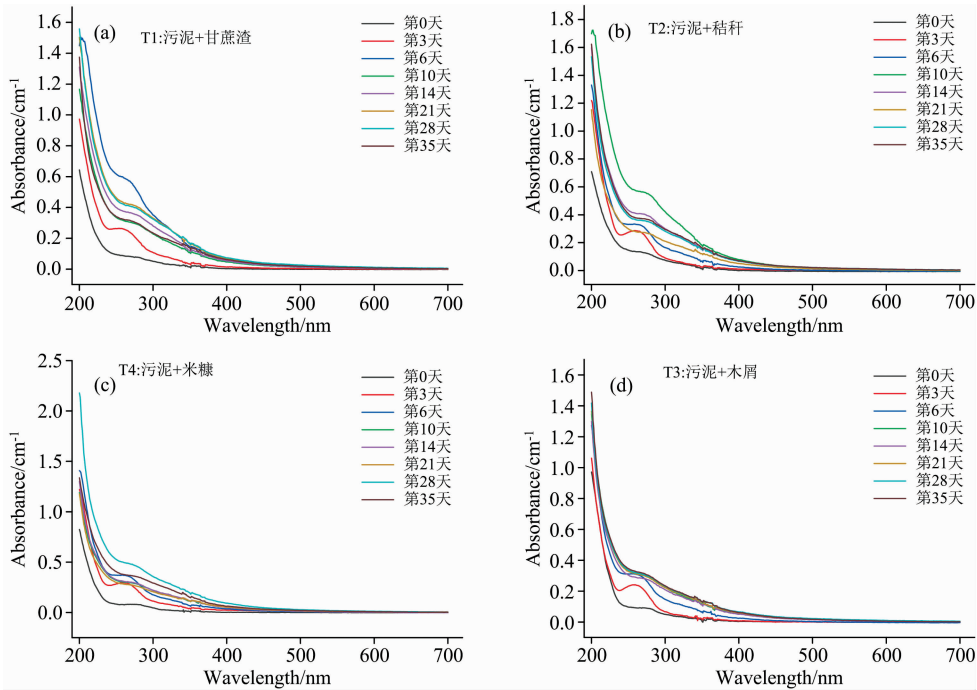 (a)
T1:污泥+甘蔗渣
第0天
第3天
第6天
第10天
第14天
第21天
第28天
第35天
1.6
1.4
1.2
1.0
0.8
0.6
0.4
0.2
0.0
Absorbance/cm-1
200
300
400
500
600
700
Wavelength/nm
(b)
T2:污泥+秸秆
第0天
第3天
第6天
第10天
第14天
第21天
第28天
第35天
1.8
1.6
1.4
1.2
1.0
0.8
0.6
0.4
0.2
0.0
Absorbance/cm-1
200
300
400
500
600
700
Wavelength/nm
(c)
T4:污泥+米糠
第0天
第3天
第6天
第10天
第14天
第21天
第28天
第35天
2.5
2.0
1.5
1.0
0.5
0.0
Absorbance/cm-1
200
300
400
500
600
700
Wavelength/nm
(d)
T3:污泥+木屑
第0天
第3天
第6天
第10天
第14天
第21天
第28天
第35天
1.6
1.4
1.2
1.0
0.8
0.6
0.4
0.2
0.0
Absorbance/cm-1
200
300
400
500
600
700
Wavelength/nm